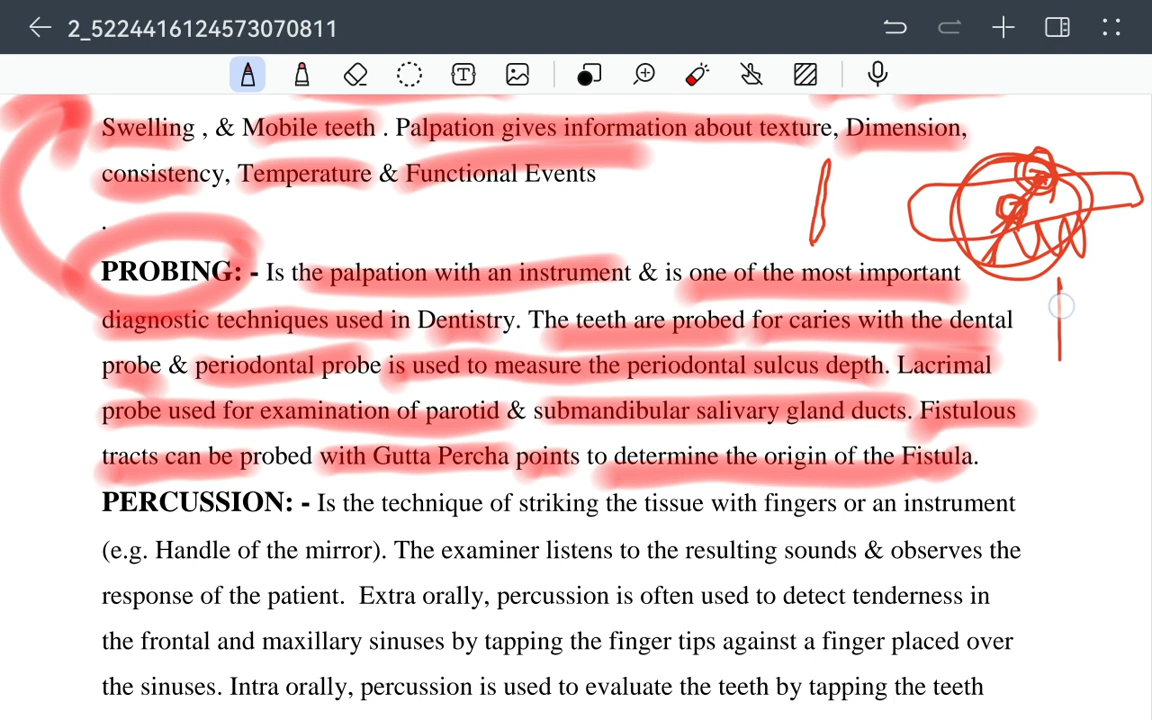 2_5224416124573070811
Swelling , & Mobile teeth . Palpation gives information about texture, Dimension,
consistency, Temperature & Functional Events
.
PROBING: - Is the palpation with an instrument & is one of the most important
diagnostic techniques used in Dentistry. The teeth are probed for caries with the dental
probe & periodontal probe is used to measure the periodontal sulcus depth. Lacrimal
probe used for examination of parotid & submandibular salivary gland ducts. Fistulous
tracts can be probed with Gutta Percha points to determine the origin of the Fistula.
PERCUSSION: - Is the technique of striking the tissue with fingers or an instrument
(e.g. Handle of the mirror). The examiner listens to the resulting sounds & observes the
response of the patient.  Extra orally, percussion is often used to detect tenderness in
the frontal and maxillary sinuses by tapping the finger tips against a finger placed over
the sinuses. Intra orally, percussion is used to evaluate the teeth by tapping the teeth